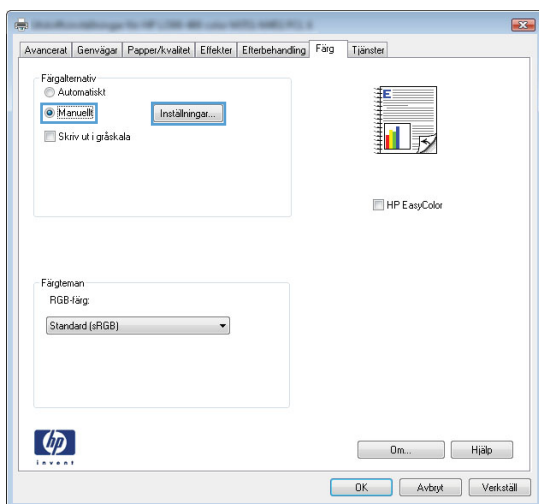 Avancerat Genvägar Papper/kvalitet Effekter Efterbehandling Färg Tjänster
Färgalternativ
Automatiskt
Manuellt Inställningar...
Skriv ut i gråskala
E
HP EasyColor
Färgteman
RGB-färg:
Standard (sRGB)
hp
invent
Om... Hjälp
OK Avbryt Verkställ